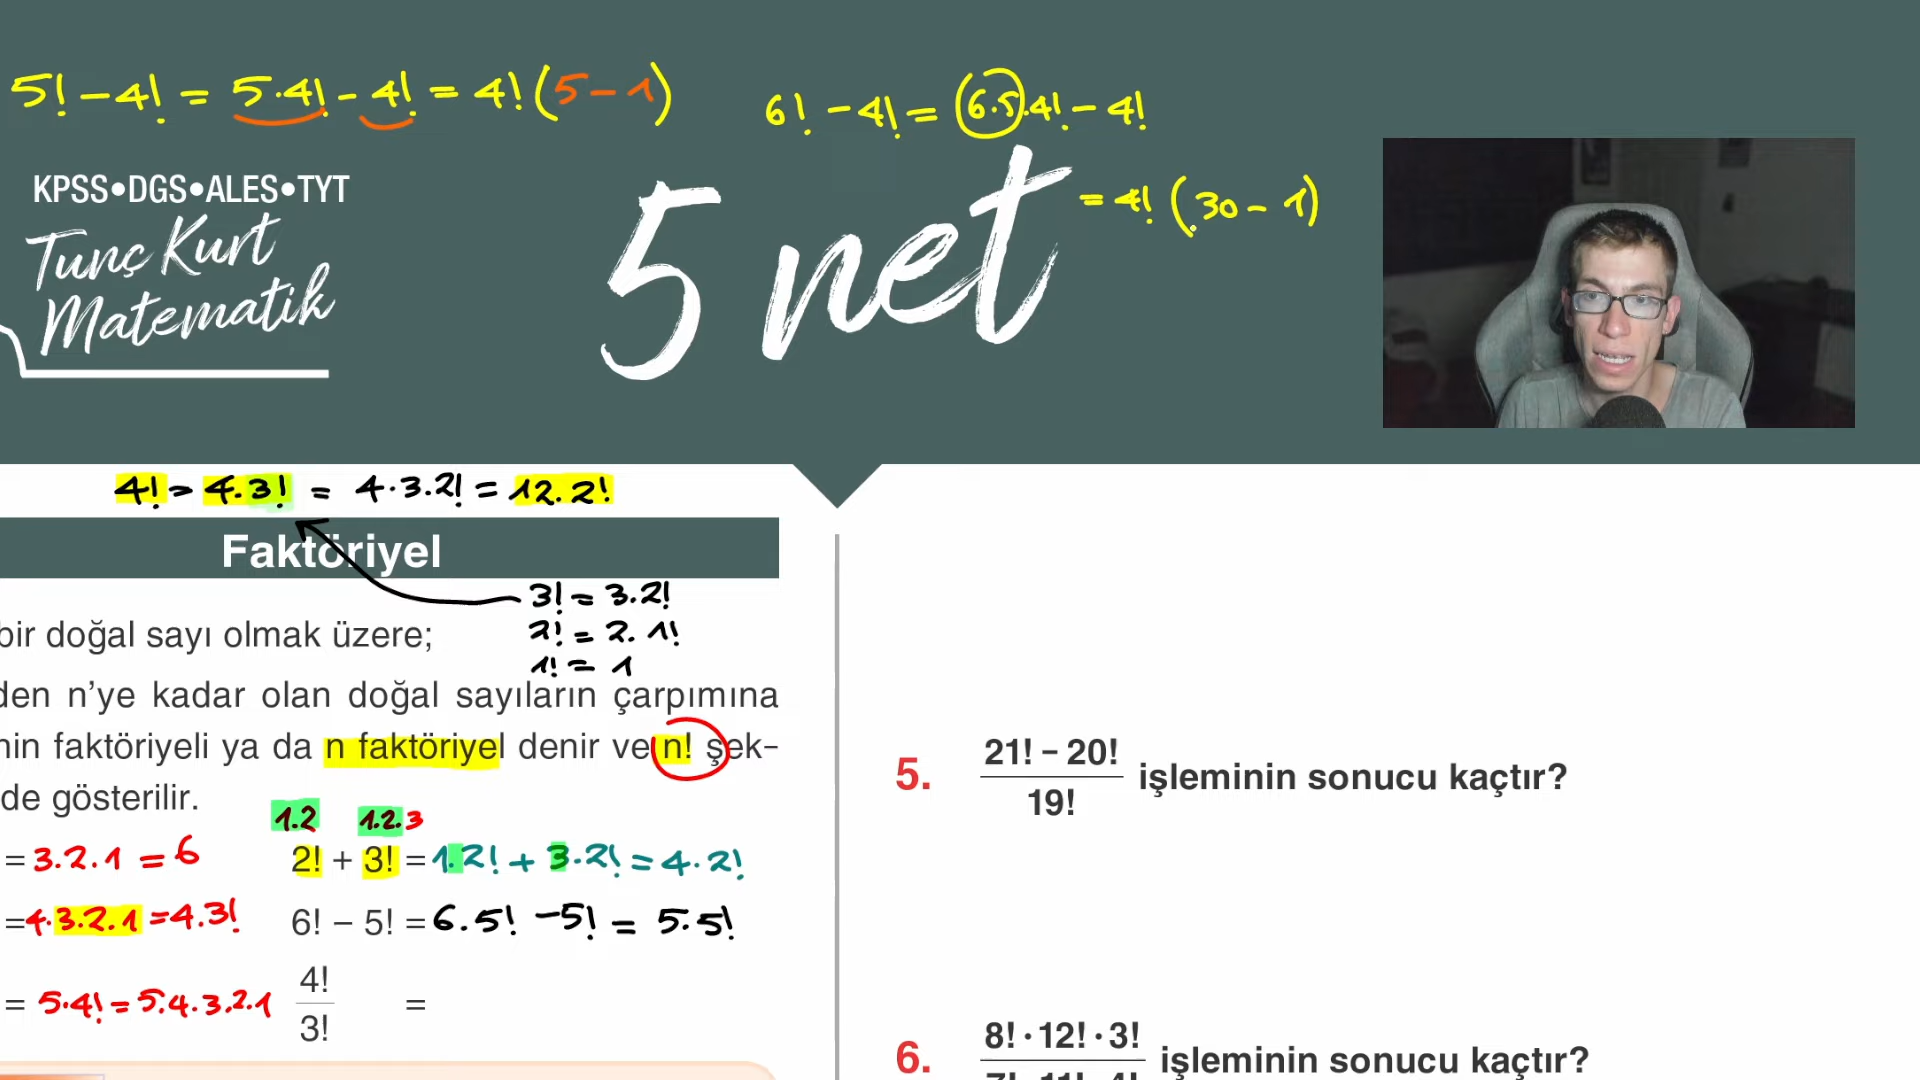 5! – 4! = 5·4! – 4! = 4!(5 – 1)
6! – 4! = (6.5).4! – 4!
= 4! (30 – 1)
KPSS•DGS•ALES•TYT
Tunç Kurt
Matematik
5 net
4! = 4.3! = 4.3.2! = 12.2!
Faktöriyel
3! = 3.2!
bir doğal sayı olmak üzere;
2! = 2.1!
1! = 1
den n’ye kadar olan doğal sayıların çarpımına
nin faktöriyeli ya da n faktöriyel denir ve n! şek-
de gösterilir.
1.2 1.2.3
= 3.2.1 = 6 2! + 3! = 1.2! + 3.2! = 4.2!
= 4.3.2.1 = 4.3! 6! – 5! = 6.5! – 5! = 5.5!
= 5.4! = 5.4.3.2.1 4!/3! =
5. (21! – 20!)/19! işleminin sonucu kaçtır?
6. 8!·12!·3! işleminin sonucu kaçtır?